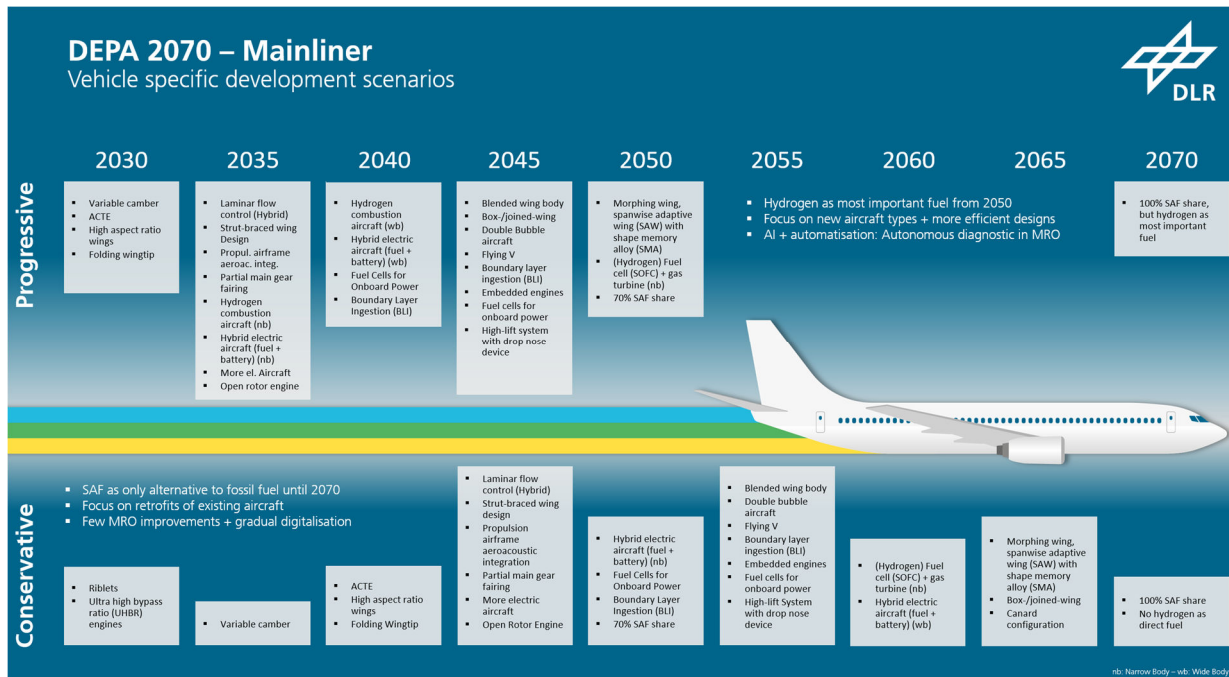 DEPA 2070 – Mainliner
Vehicle specific development scenarios
DLR
Progressive
2030
2035
2040
2045
2050
2055
2060
2065
2070
▪ Variable camber
▪ ACTE
▪ High aspect ratio
wings
▪ Folding wingtip
▪ Laminar flow
control (Hybrid)
▪ Strut-braced wing
Design
▪ Propul. airframe
aeroac. integ.
▪ Partial main gear
fairing
▪ Hydrogen
combustion
aircraft (nb)
▪ Hybrid electric
aircraft (fuel +
battery) (nb)
▪ More el. Aircraft
▪ Open rotor engine
▪ Hydrogen
combustion
aircraft (wb)
▪ Hybrid electric
aircraft (fuel +
battery) (wb)
▪ Fuel Cells for
Onboard Power
▪ Boundary Layer
Ingestion (BLI)
▪ Blended wing body
▪ Box-/joined-wing
▪ Double Bubble
aircraft
▪ Flying V
▪ Boundary layer
ingestion (BLI)
▪ Embedded engines
▪ Fuel cells for
onboard power
▪ High-lift system
with drop nose
device
▪ Morphing wing,
spanwise adaptive
wing (SAW) with
shape memory
alloy (SMA)
▪ (Hydrogen) Fuel
cell (SOFC) + gas
turbine (nb)
▪ 70% SAF share
▪ Hydrogen as most important fuel from 2050
▪ Focus on new aircraft types + more efficient designs
▪ AI + automatisation: Autonomous diagnostic in MRO
▪ 100% SAF share,
but hydrogen as
most important
fuel
Conservative
▪ SAF as only alternative to fossil fuel until 2070
▪ Focus on retrofits of existing aircraft
▪ Few MRO improvements + gradual digitalisation
▪ Riblets
▪ Ultra high bypass
ratio (UHBR)
engines
▪ Variable camber
▪ ACTE
▪ High aspect ratio
wings
▪ Folding Wingtip
▪ Laminar flow
control (Hybrid)
▪ Strut-braced wing
design
▪ Propulsion
airframe
aeroacoustic
integration
▪ Partial main gear
fairing
▪ More electric
aircraft
▪ Open Rotor Engine
▪ Hybrid electric
aircraft (fuel +
battery) (nb)
▪ Fuel Cells for
Onboard Power
▪ Boundary Layer
Ingestion (BLI)
▪ 70% SAF share
▪ Blended wing body
▪ Double bubble
aircraft
▪ Flying V
▪ Boundary layer
ingestion (BLI)
▪ Embedded engines
▪ Fuel cells for
onboard power
▪ High-lift System
with drop nose
device
▪ (Hydrogen) Fuel
cell (SOFC) + gas
turbine (nb)
▪ Hybrid electric
aircraft (fuel +
battery) (wb)
▪ Morphing wing,
spanwise adaptive
wing (SAW) with
shape memory
alloy (SMA)
▪ Box-/joined-wing
▪ Canard
configuration
▪ 100% SAF share
▪ No hydrogen as
direct fuel
nb: Narrow Body – wb: Wide Body